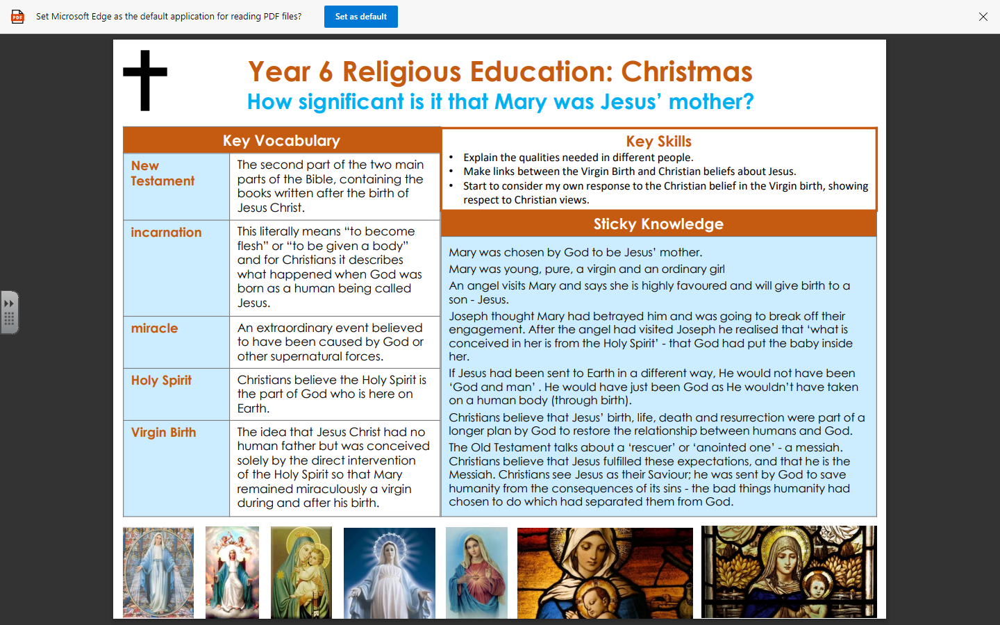 Set Microsoft Edge as the default application for reading PDF files?
Set as default
Year 6 Religious Education: Christmas
How significant is it that Mary was Jesus’ mother?
Key Vocabulary
New
Testament
The second part of the two main
parts of the Bible, containing the
books written after the birth of
Jesus Christ.
incarnation
This literally means “to become
flesh” or “to be given a body”
and for Christians it describes
what happened when God was
born as a human being called
Jesus.
miracle
An extraordinary event believed
to have been caused by God or
other supernatural forces.
Holy Spirit
Christians believe the Holy Spirit is
the part of God who is here on
Earth.
Virgin Birth
The idea that Jesus Christ had no
human father but was conceived
solely by the direct intervention
of the Holy Spirit so that Mary
remained miraculously a virgin
during and after his birth.
Key Skills
• Explain the qualities needed in different people.
• Make links between the Virgin Birth and Christian beliefs about Jesus.
• Start to consider my own response to the Christian belief in the Virgin birth, showing
respect to Christian views.
Sticky Knowledge
Mary was chosen by God to be Jesus’ mother.
Mary was young, pure, a virgin and an ordinary girl
An angel visits Mary and says she is highly favoured and will give birth to a
son - Jesus.
Joseph thought Mary had betrayed him and was going to break off their
engagement. After the angel had visited Joseph he realised that ‘what is
conceived in her is from the Holy Spirit’ - that God had put the baby inside
her.
If Jesus had been sent to Earth in a different way, He would not have been
‘God and man’ . He would have just been God as He wouldn’t have taken
on a human body (through birth).
Christians believe that Jesus’ birth, life, death and resurrection were part of a
longer plan by God to restore the relationship between humans and God.
The Old Testament talks about a ‘rescuer’ or ‘anointed one’ - a messiah.
Christians believe that Jesus fulfilled these expectations, and that he is the
Messiah. Christians see Jesus as their Saviour; he was sent by God to save
humanity from the consequences of its sins - the bad things humanity had
chosen to do which had separated them from God.